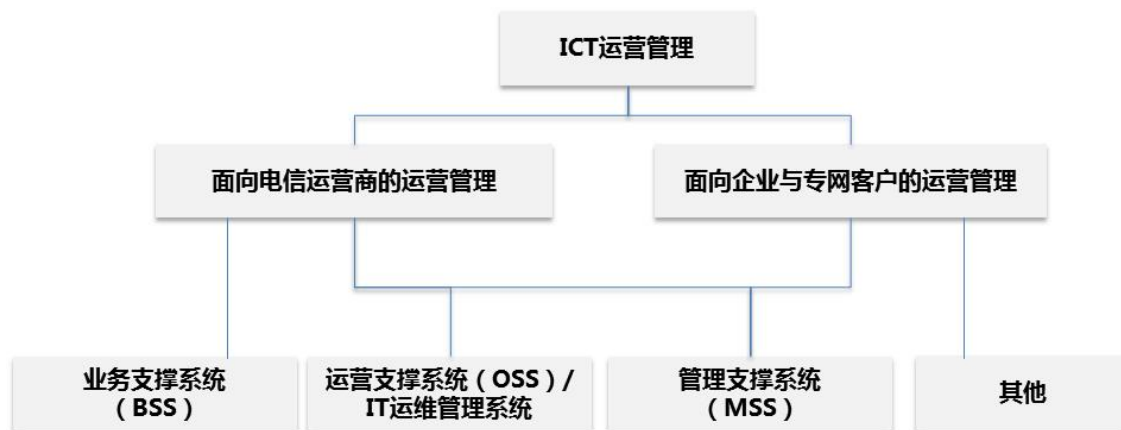 ICT运营管理
面向电信运营商的运营管理
面向企业与专网客户的运营管理
业务支撑系统
（BSS）
运营支撑系统（OSS）/
IT运维管理系统
管理支撑系统
（MSS）
其他